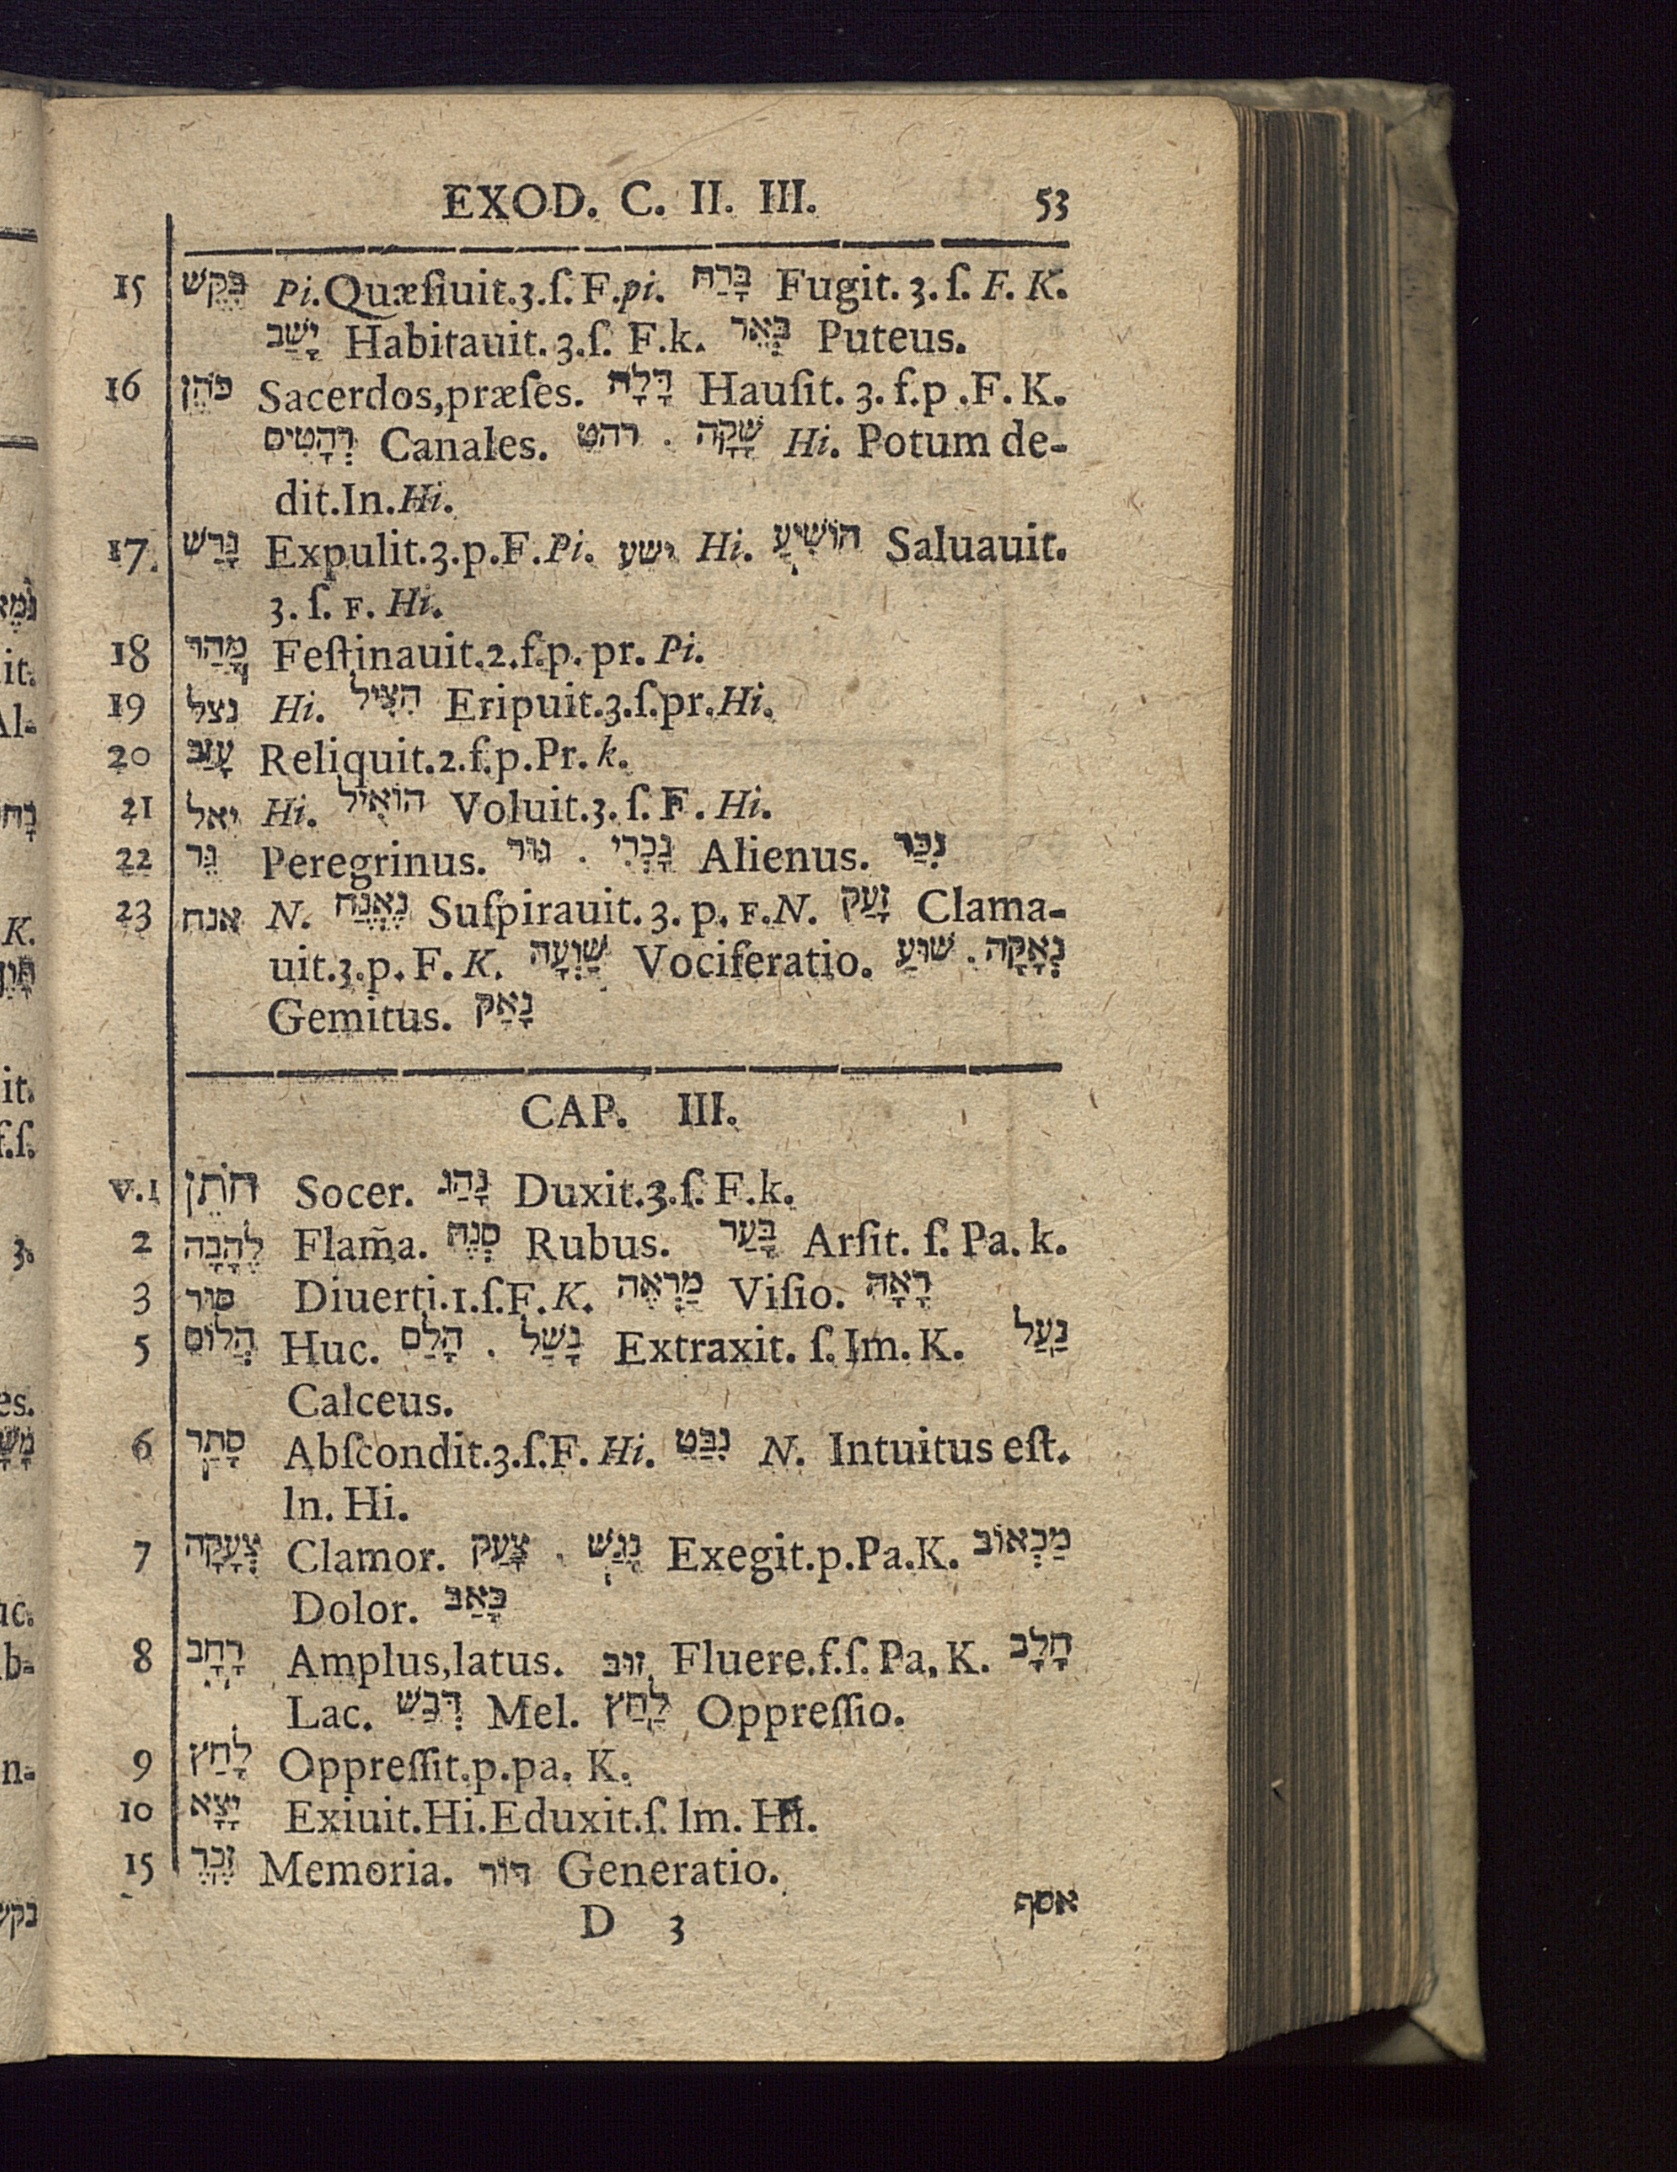 EXOD. C. II. III. 53
15 בִּקֵּשׁ Pi. Quæſiuit. 3. ſ. F. pi. בָּרַח Fugit. 3. ſ. F. K.
יָשַׁב Habitauit. 3. ſ. F. k. בְּאֵר Puteus.
16 כֹּהֵן Sacerdos, præſes. דָּלָה Hauſit. 3. f. p. F. K.
רְהָטִים Canales. רהט . שָׁקָה Hi. Potum de-
dit. In. Hi.
17 גָּרַשׁ Expulit. 3. p. F. Pi. ישע Hi. הוֹשִׁיעַ Saluauit.
3. ſ. F. Hi.
18 מָהַר Feſtinauit. 2. f. p. pr. Pi.
19 נצל Hi. הִצִּיל Eripuit. 3. ſ. pr. Hi.
20 עָזַב Reliquit. 2. f. p. Pr. k.
21 יאל Hi. הוֹאִיל Voluit. 3. ſ. F. Hi.
22 גֵּר Peregrinus. גּוּר . נָכְרִי Alienus. נִכַּר
23 אנח N. נֶאֱנַח Suſpirauit. 3. p. F. N. זָעַק Clama-
uit. 3. p. F. K. שַׁוְעָה Vociferatio. שׁוּעַ . נְאָקָה
Gemitus. נָאַק
CAP. III.
v. 1 חֹתֵן Socer. נָהַג Duxit. 3. ſ. F. k.
2 לֶהָבָה Flam̃a. סְנֶה Rubus. בָּעַר Arſit. ſ. Pa. k.
3 סוּר Diuerti. 1. ſ. F. K. מַרְאֶה Viſio. רָאָה
5 הֲלוֹם Huc. הָלַם . נָשַׁל Extraxit. ſ. Im. K. נַעַל
Calceus.
6 סָתַר Abſcondit. 3. ſ. F. Hi. נִבַּט N. Intuitus eſt.
In. Hi.
7 צְעָקָה Clamor. צָעַק . נָגַשׂ Exegit. p. Pa. K. מַכְאוֹב
Dolor. כָּאַב
8 רָחָב Amplus, latus. זוּב Fluere. f. ſ. Pa. K. חָלָב
Lac. דְּבַשׁ Mel. לַחַץ Oppreſſio.
9 לָחַץ Oppreſſit. p. pa. K.
10 יָצָא Exiuit. Hi. Eduxit. ſ. Im. Hi.
15 זֶכֶר Memoria. דּוֹר Generatio.
D 3 אסף